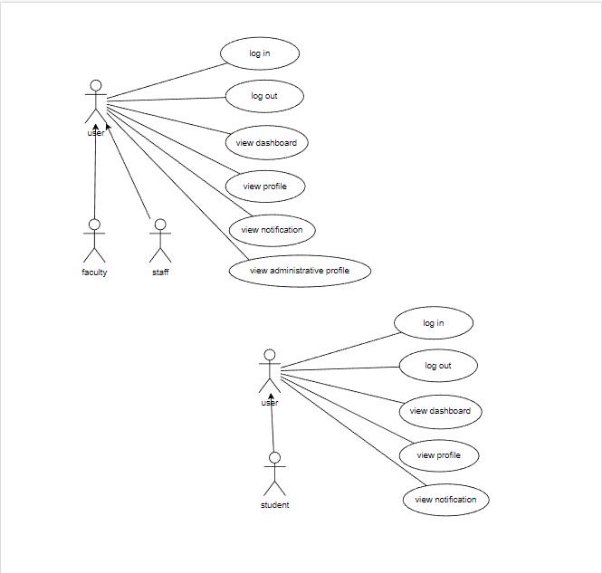 log in
log out
user
view dashboard
view profile
view notification
view administrative profile
faculty
staff
log in
log out
user
view dashboard
view profile
view notification
student